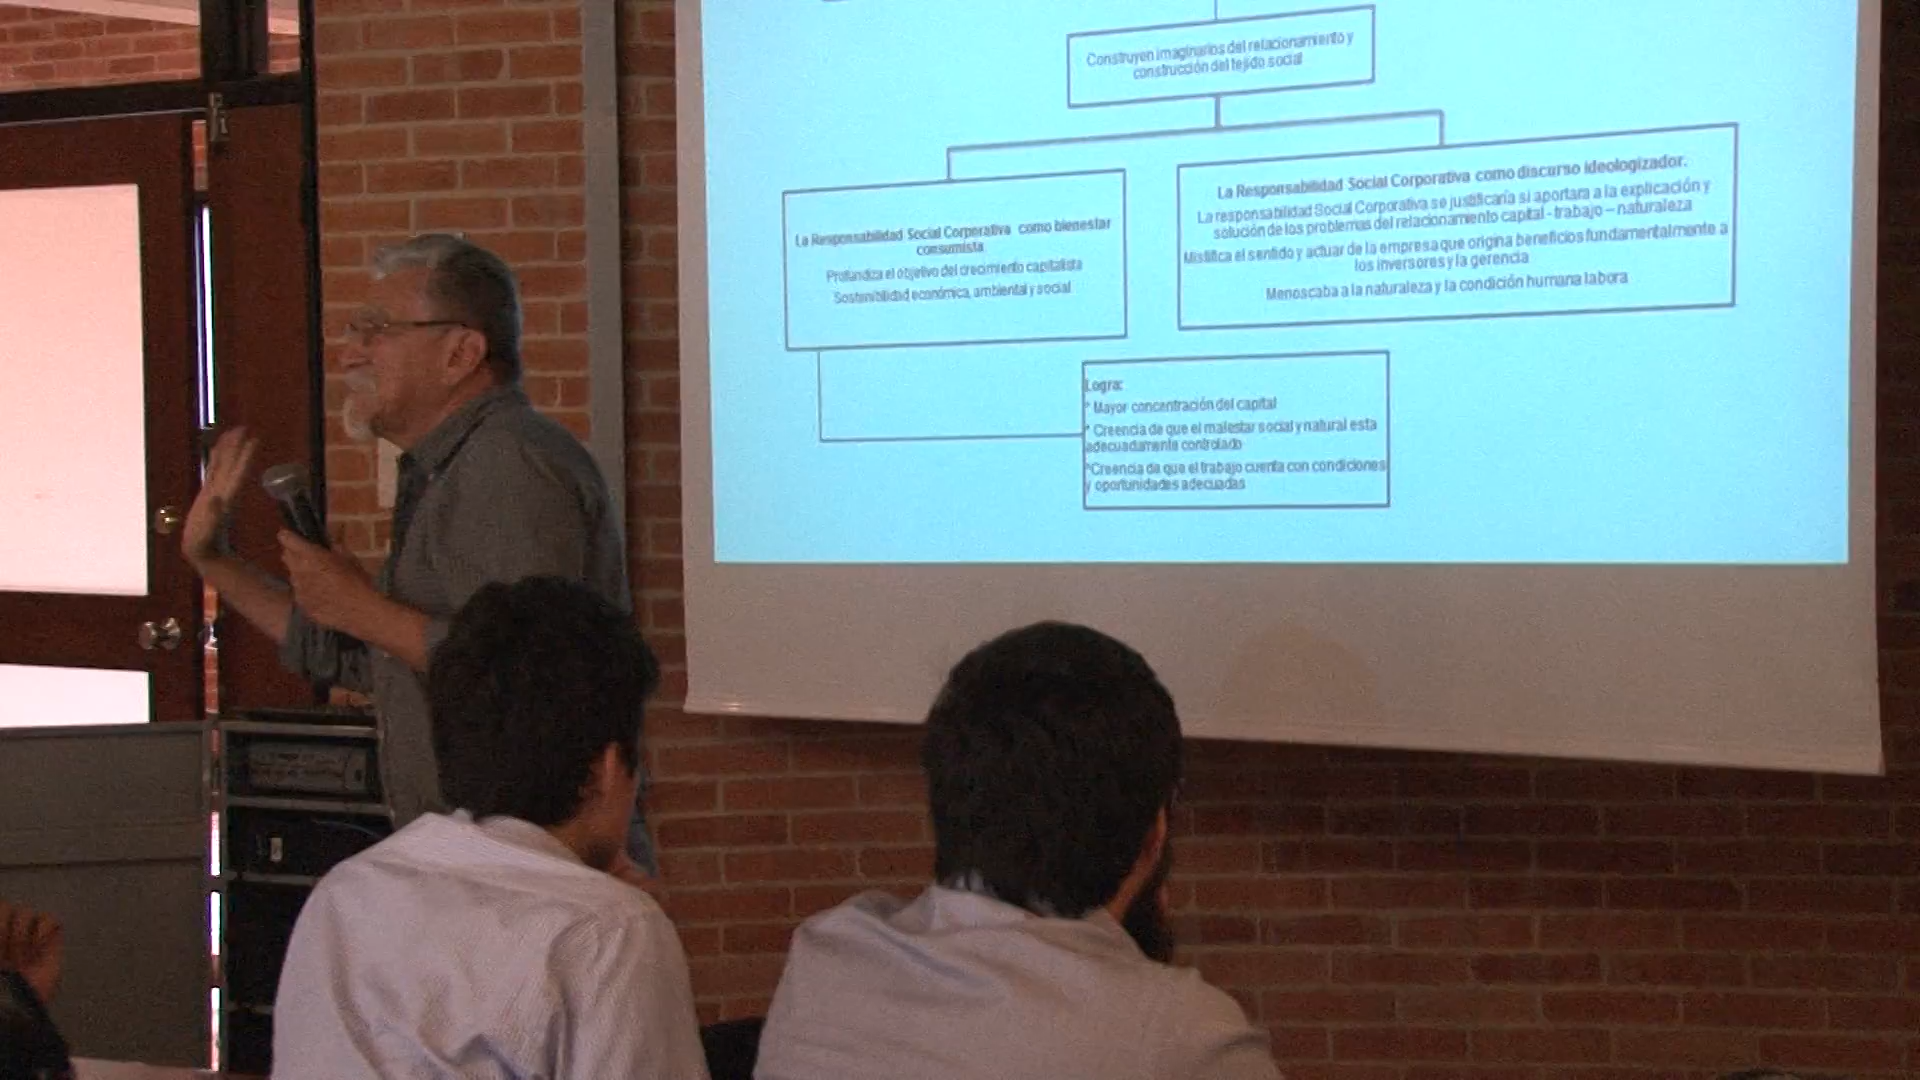 Construyen imaginarios del relacionamiento y
construcción del tejido social
La Responsabilidad Social Corporativa como bienestar
consumista
Profundiza el objetivo del crecimiento capitalista
Sostenibilidad económica, ambiental y social
La Responsabilidad Social Corporativa como discurso ideologizador.
La responsabilidad Social Corporativa se justificaría si aportara a la explicación y
solución de los problemas del relacionamiento capital - trabajo – naturaleza
Mistifica el sentido y actuar de la empresa que origina beneficios fundamentalmente a
los inversores y la gerencia
Menoscaba a la naturaleza y la condición humana labora
Logra:
* Mayor concentración del capital
* Creencia de que el malestar social y natural esta
adecuadamente controlado
*Creencia de que el trabajo cuenta con condiciones
y oportunidades adecuadas